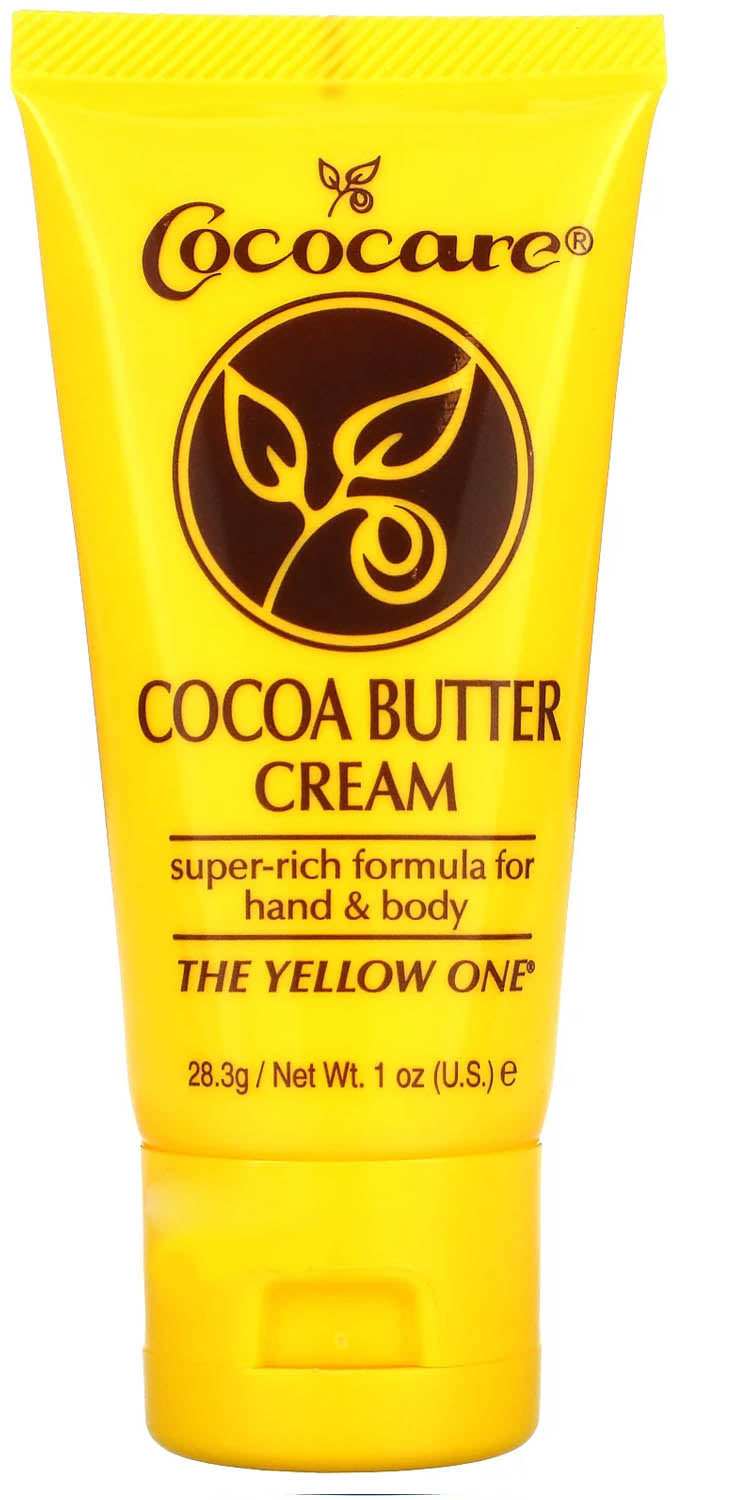 Cococare®
COCOA BUTTER
CREAM
super-rich formula for
hand & body
THE YELLOW ONE®
28.3g / Net Wt. 1 oz (U.S.) ℮